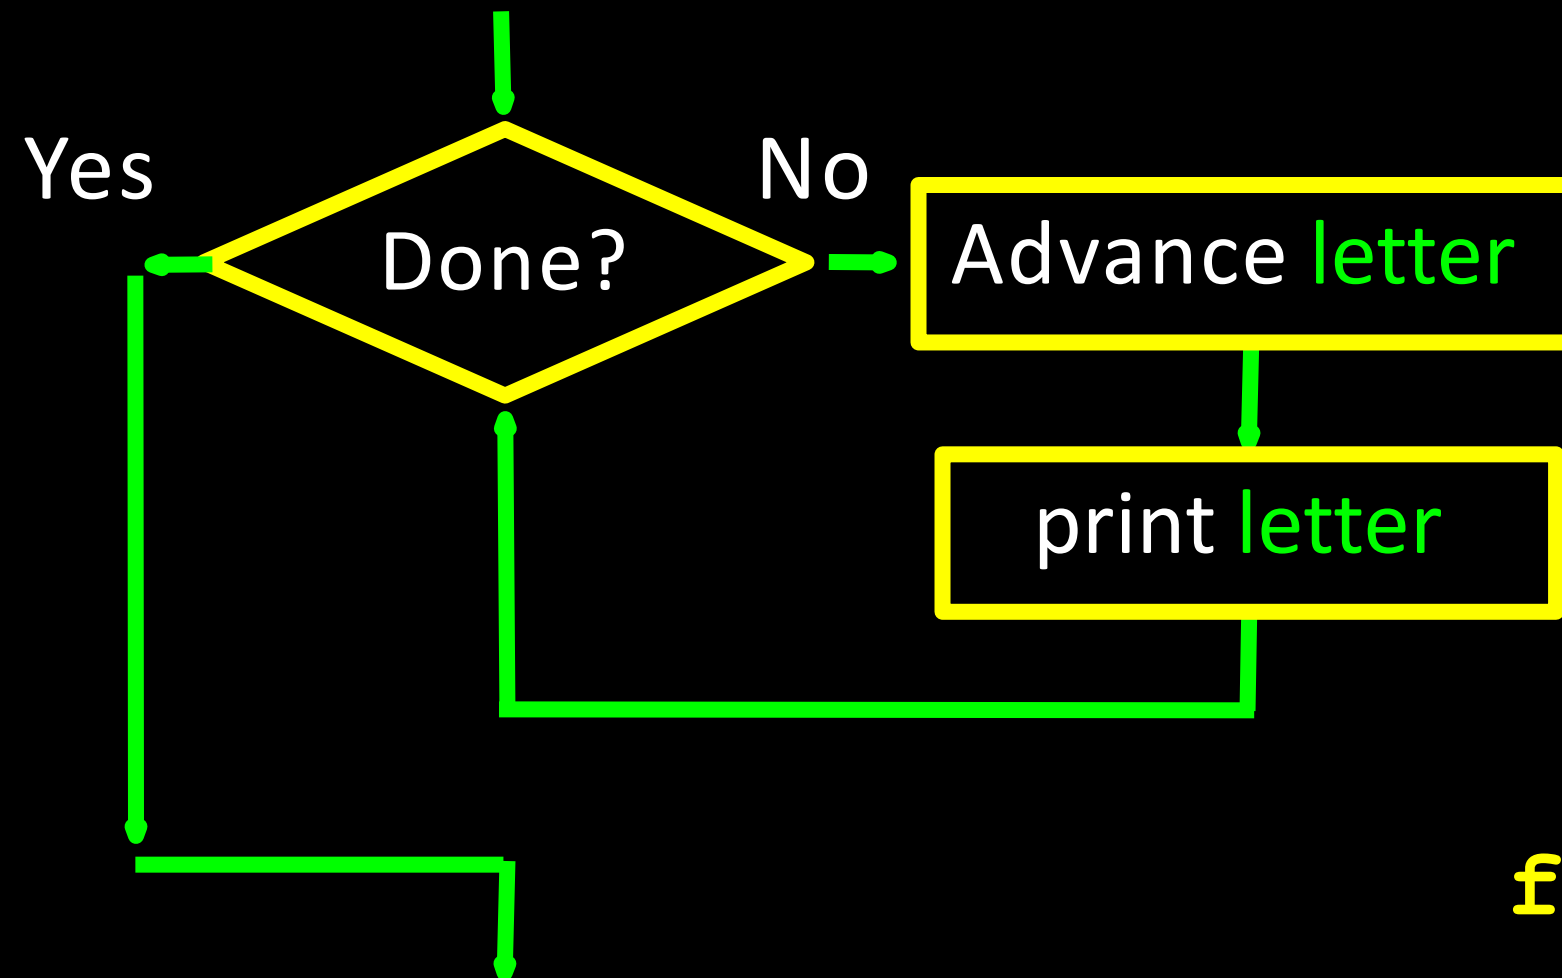 Yes
No
Done?
Advance letter
print letter
f